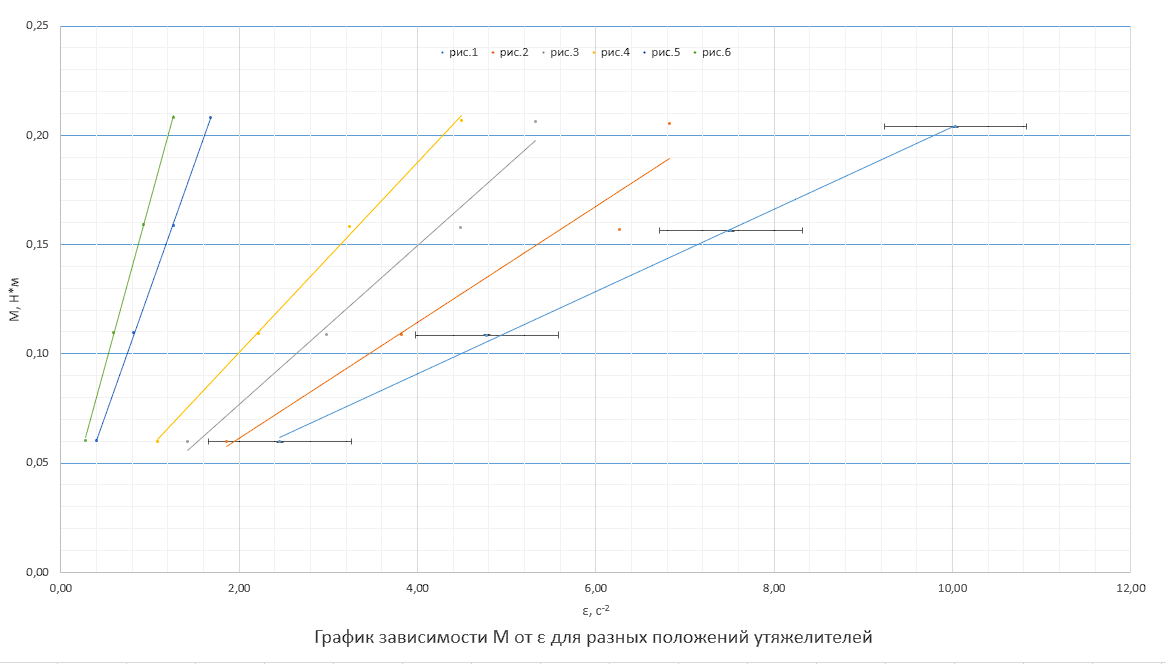 0,25
рис.1 рис.2 рис.3 рис.4 рис.5 рис.6
0,20
0,15
М, Н*м
0,10
0,05
0,00
0,00 2,00 4,00 6,00 8,00 10,00 12,00
ε, с⁻²
График зависимости М от ε для разных положений утяжелителей